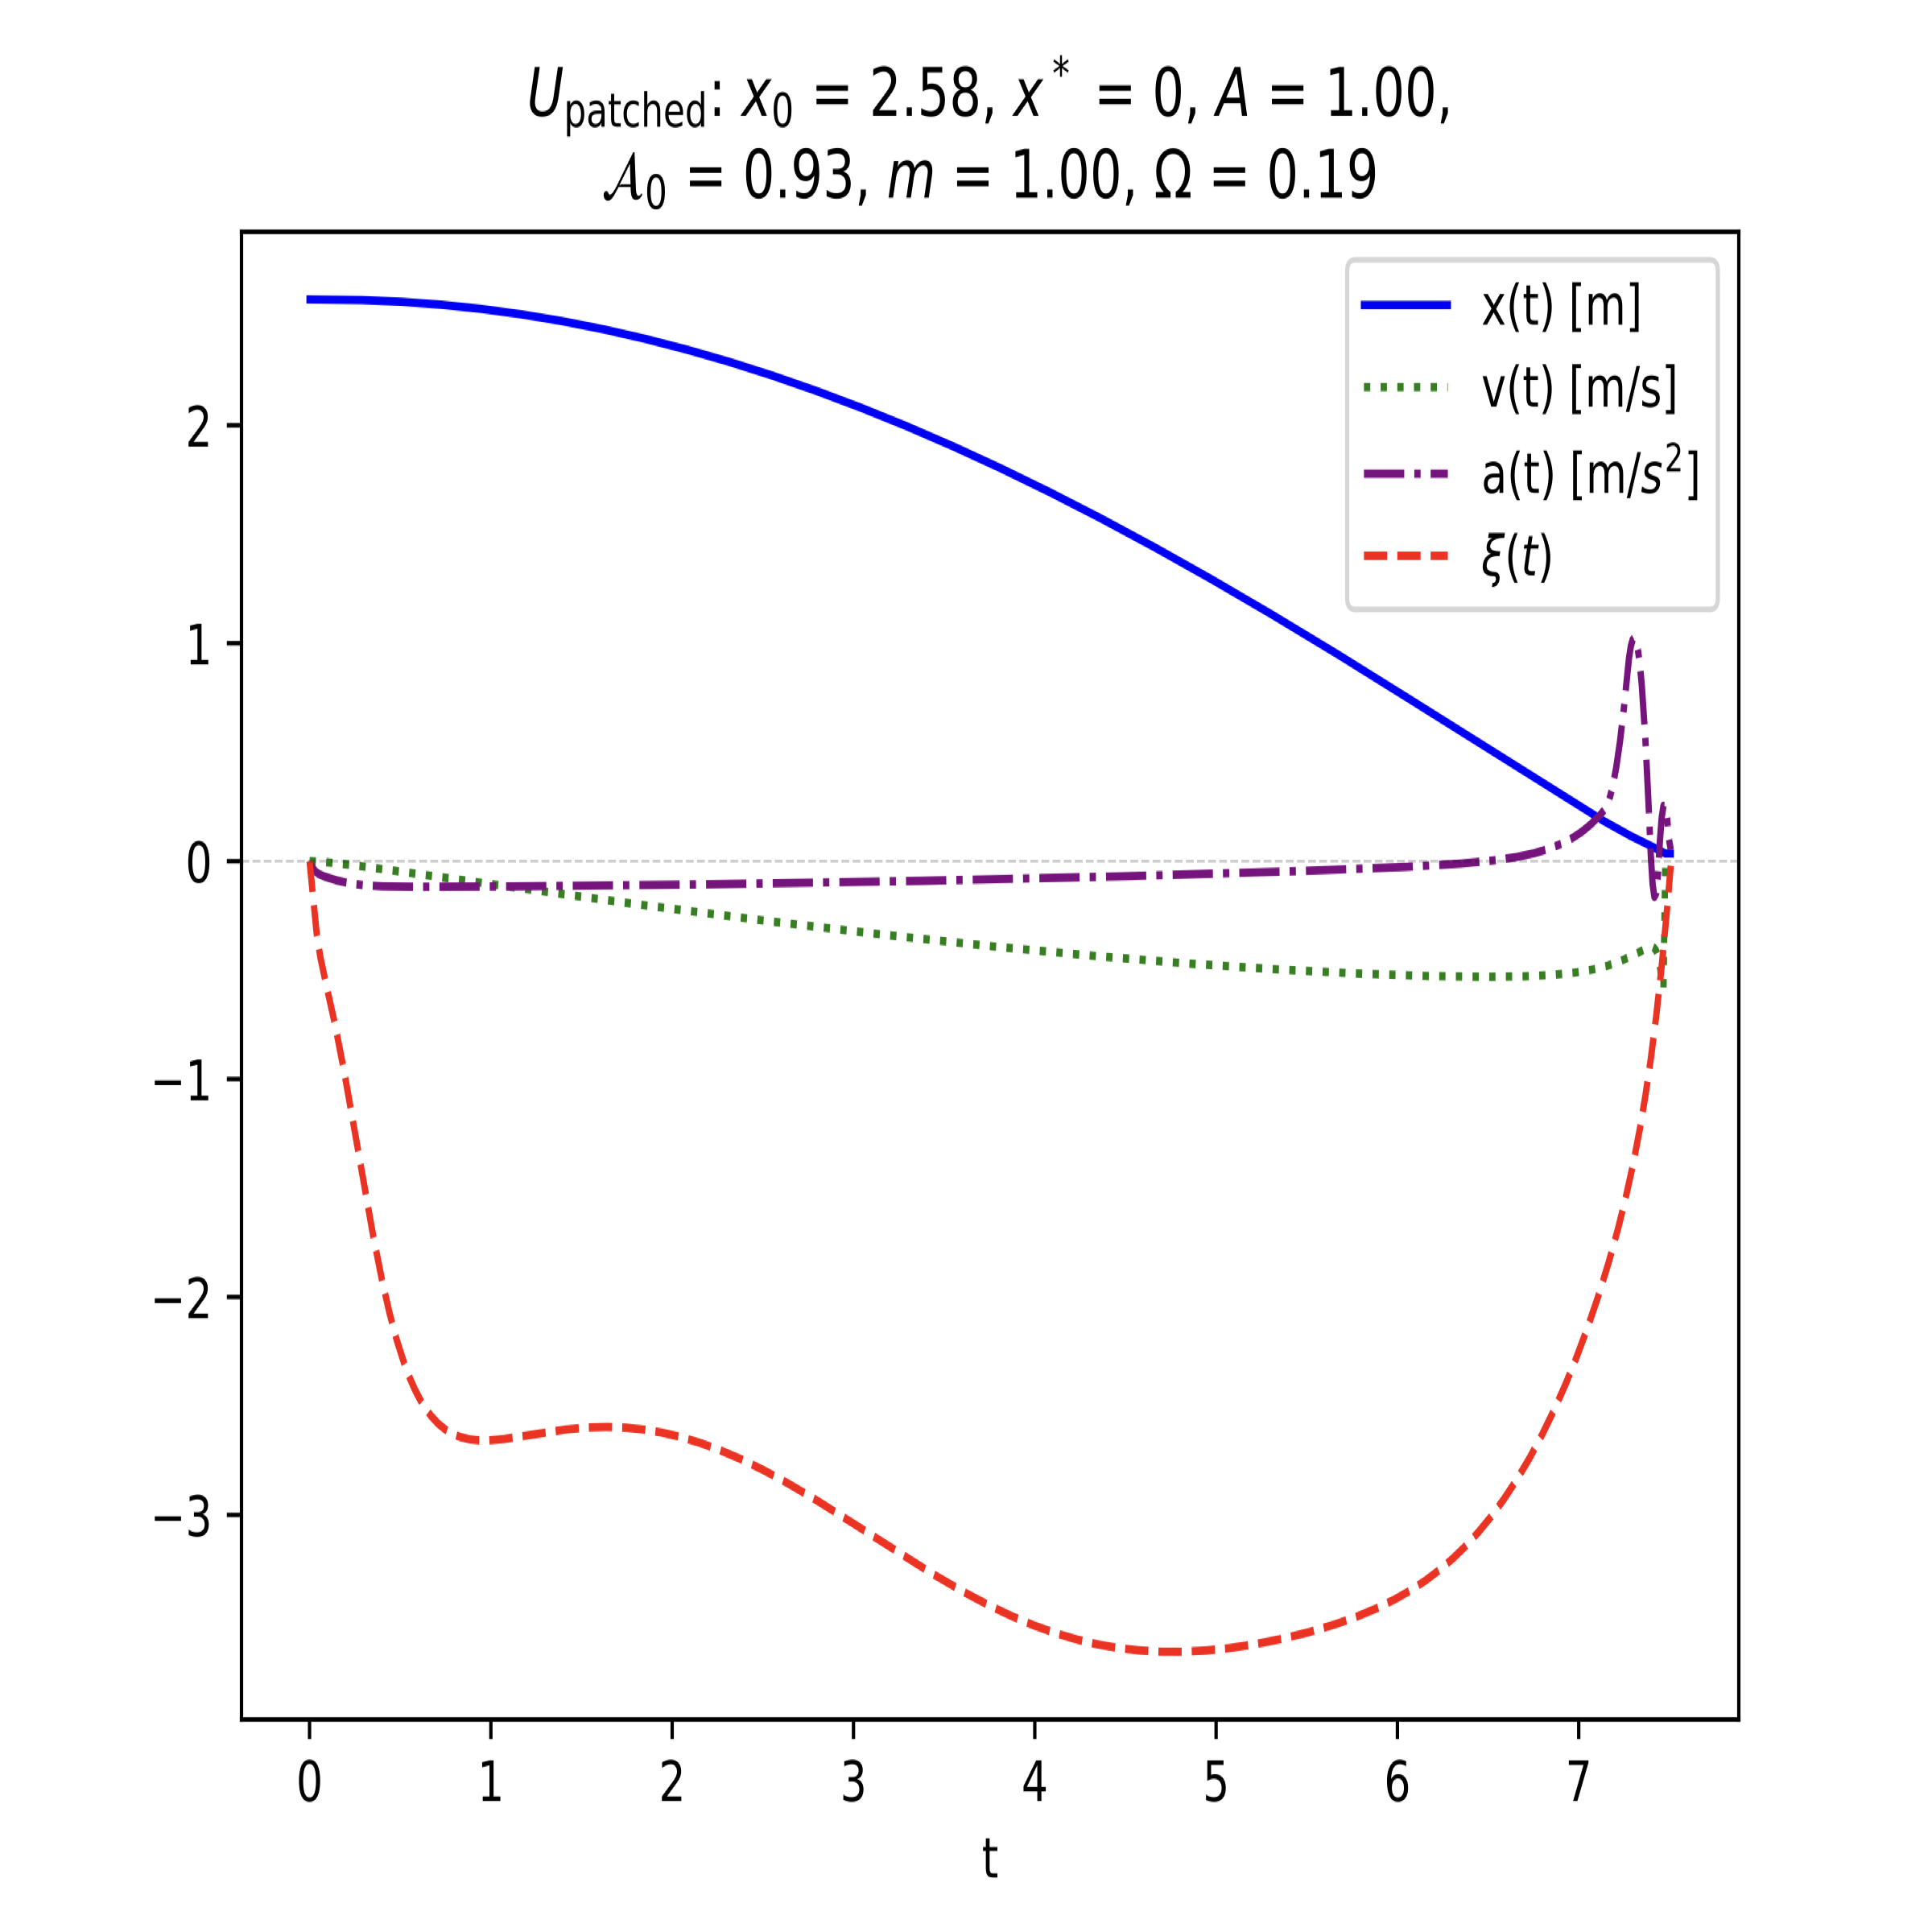 U_patched: x_0 = 2.58, x^* = 0, A = 1.00,
𝒜_0 = 0.93, m = 1.00, Ω = 0.19
x(t) [m]
v(t) [m/s]
a(t) [m/s²]
ξ(t)
2
1
0
−1
−2
−3
0 1 2 3 4 5 6 7
t